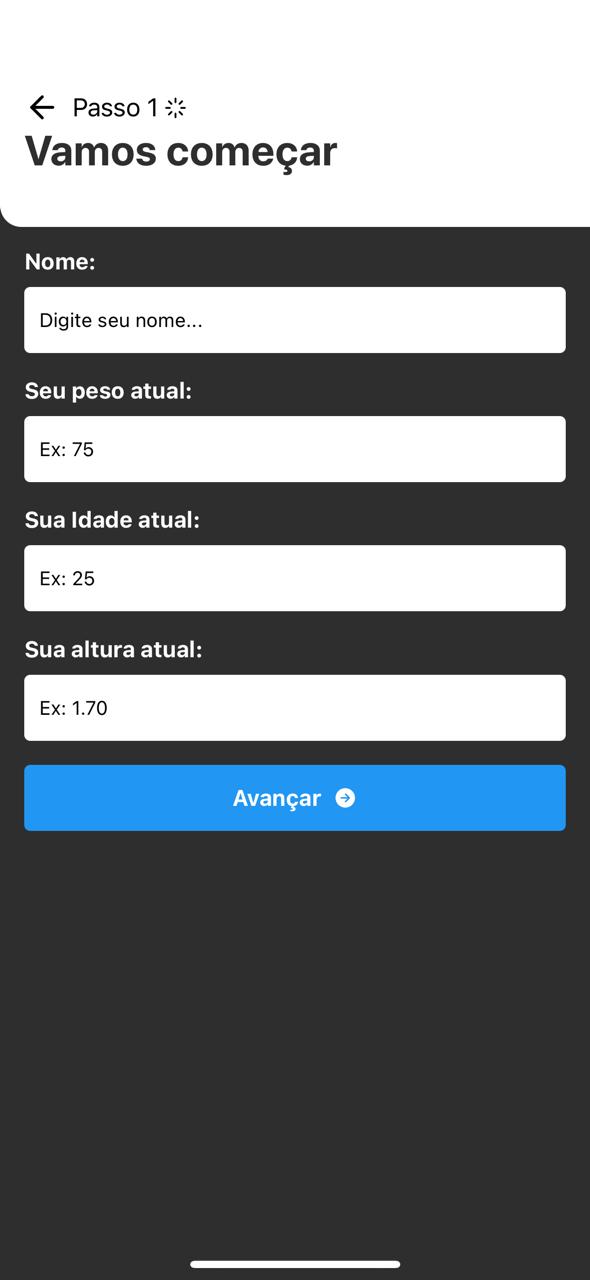 Passo 1
Vamos começar
Nome:
Digite seu nome...
Seu peso atual:
Ex: 75
Sua Idade atual:
Ex: 25
Sua altura atual:
Ex: 1.70
Avançar